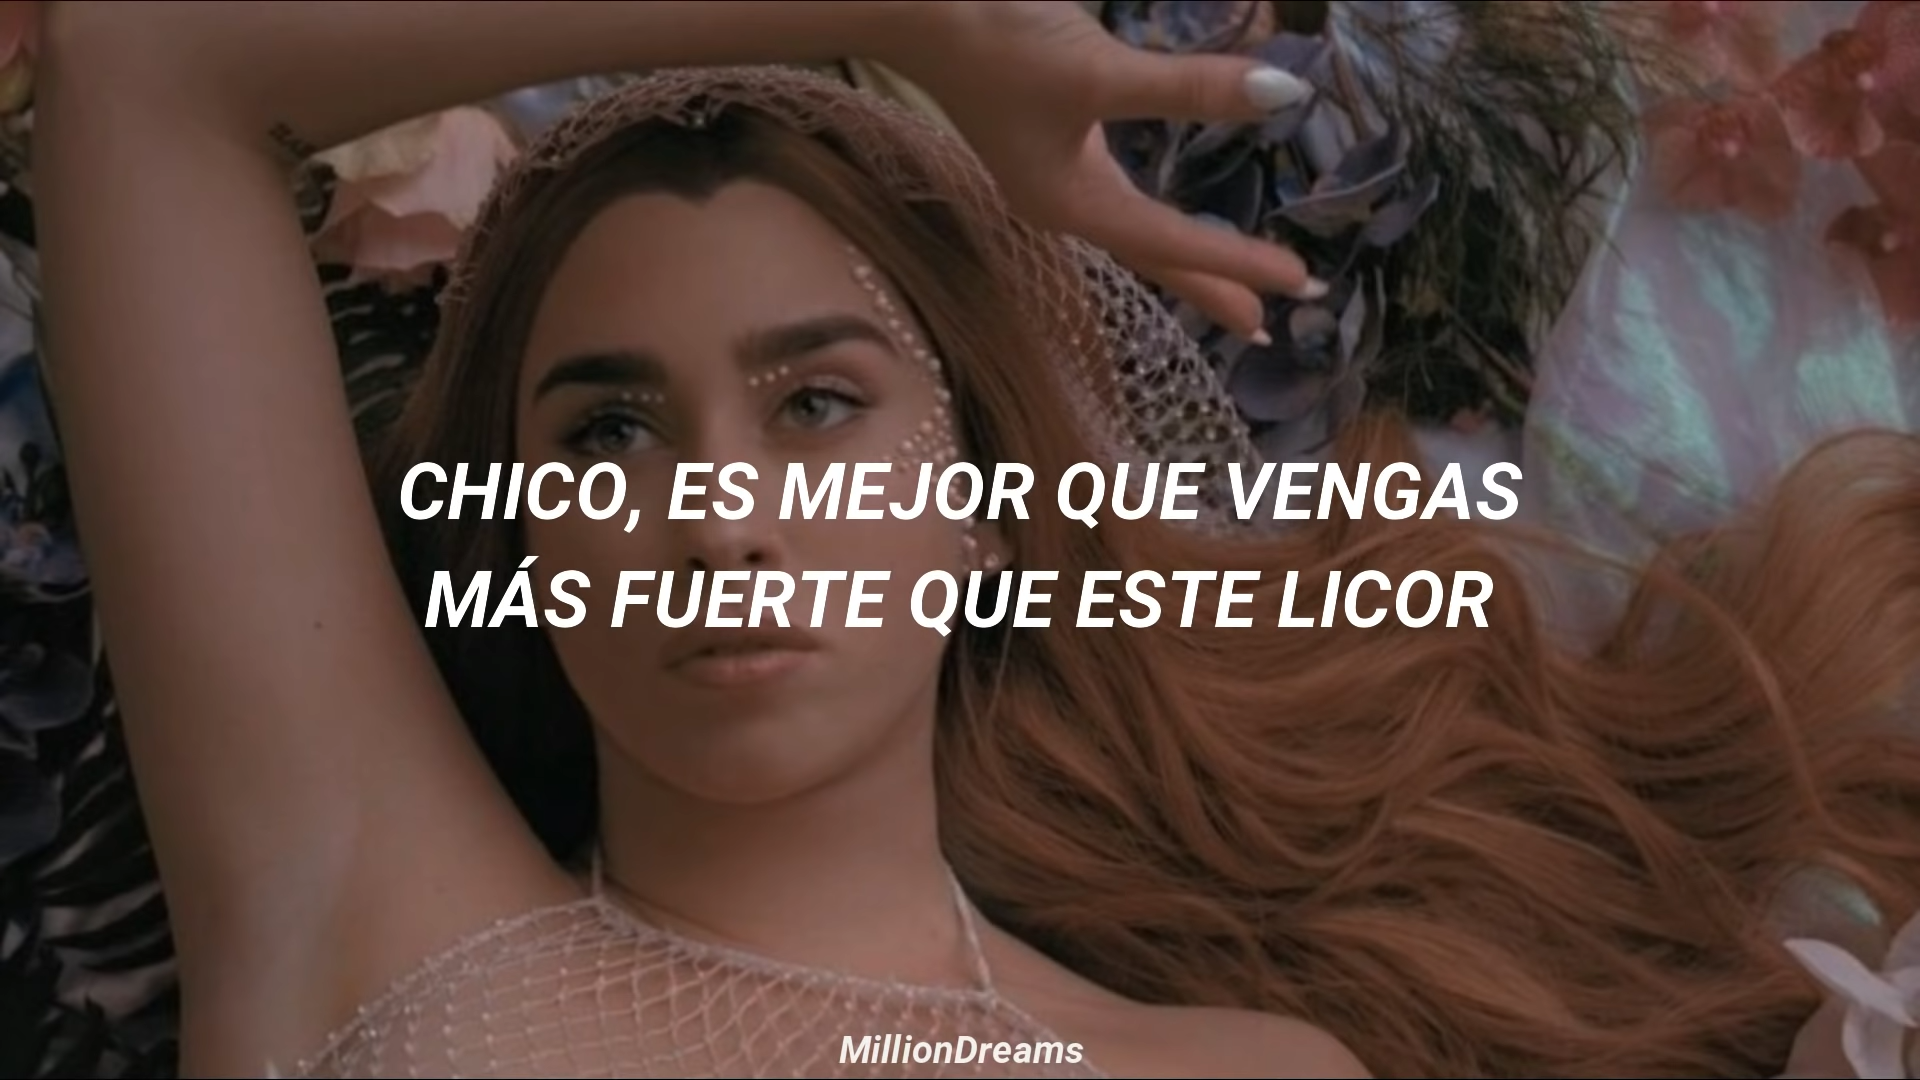 CHICO, ES MEJOR QUE VENGAS
MÁS FUERTE QUE ESTE LICOR
MillionDreams